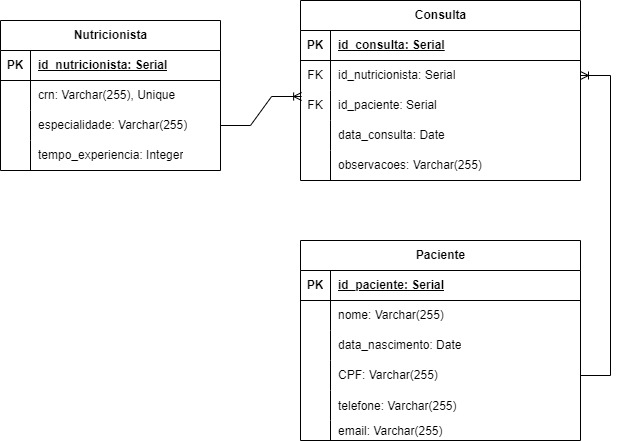 Nutricionista
PK id_nutricionista: Serial
crn: Varchar(255), Unique
especialidade: Varchar(255)
tempo_experiencia: Integer
Consulta
PK id_consulta: Serial
FK id_nutricionista: Serial
FK id_paciente: Serial
data_consulta: Date
observacoes: Varchar(255)
Paciente
PK id_paciente: Serial
nome: Varchar(255)
data_nascimento: Date
CPF: Varchar(255)
telefone: Varchar(255)
email: Varchar(255)